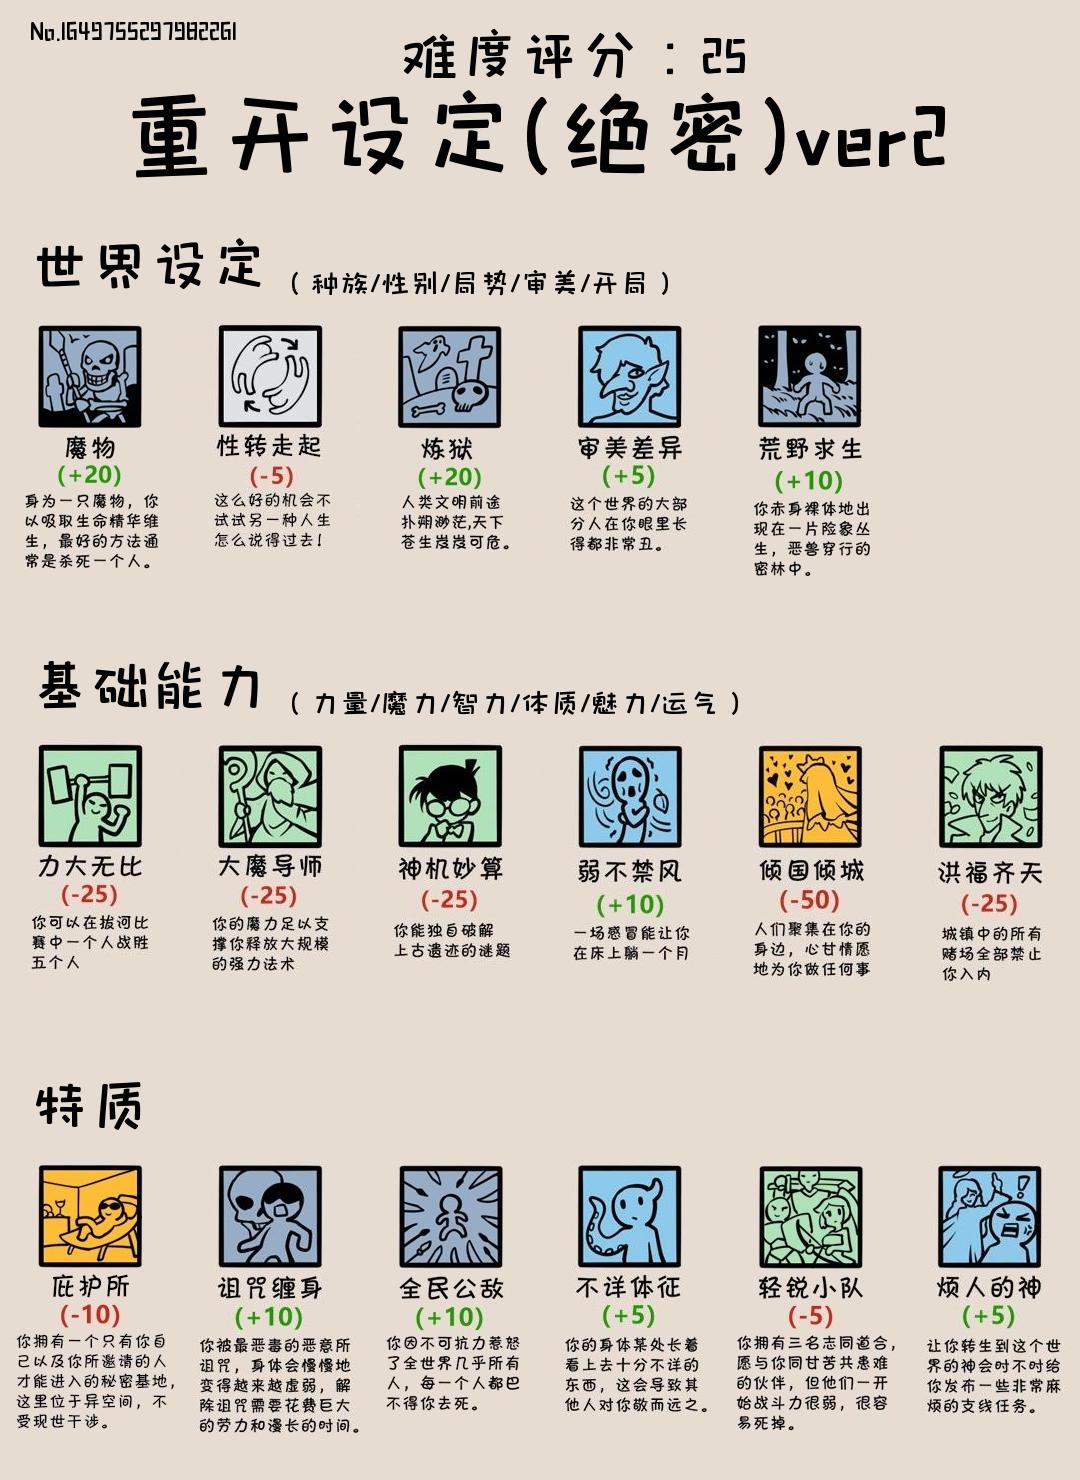 No.1649755297982261
难度评分：25
重开设定(绝密)ver2
世界设定（种族/性别/局势/审美/开局）
魔物
(+20)
身为一只魔物，你
以吸取生命精华维
生，最好的方法通
常是杀死一个人。
性转走起
(-5)
这么好的机会不
试试另一种人生
怎么说得过去！
炼狱
(+20)
人类文明前途
扑朔渺茫,天下
苍生岌岌可危。
审美差异
(+5)
这个世界的大部
分人在你眼里长
得都非常丑。
荒野求生
(+10)
你赤身裸体地出
现在一片险象丛
生，恶兽穿行的
密林中。
基础能力（力量/魔力/智力/体质/魅力/运气）
力大无比
(-25)
你可以在拔河比
赛中一个人战胜
五个人
大魔导师
(-25)
你的魔力足以支
撑你释放大规模
的强力法术
神机妙算
(-25)
你能独自破解
上古遗迹的谜题
弱不禁风
(+10)
一场感冒能让你
在床上躺一个月
倾国倾城
(-50)
人们聚集在你的
身边，心甘情愿
地为你做任何事
洪福齐天
(-25)
城镇中的所有
赌场全部禁止
你入内
特质
庇护所
(-10)
你拥有一个只有你自
己以及你所邀请的人
才能进入的秘密基地，
这里位于异空间，不
受现世干涉。
诅咒缠身
(+10)
你被最恶毒的恶意所
诅咒，身体会慢慢地
变得越来越虚弱，解
除诅咒需要花费巨大
的劳力和漫长的时间。
全民公敌
(+10)
你因不可抗力惹怒
了全世界几乎所有
人，每一个人都巴
不得你去死。
不详体征
(+5)
你的身体某处长着
看上去十分不详的
东西，这会导致其
他人对你敬而远之。
轻锐小队
(-5)
你拥有三名志同道合，
愿与你同甘苦共患难
的伙伴，但他们一开
始战斗力很弱，很容
易死掉。
烦人的神
(+5)
让你转生到这个世
界的神会时不时给
你发布一些非常麻
烦的支线任务。